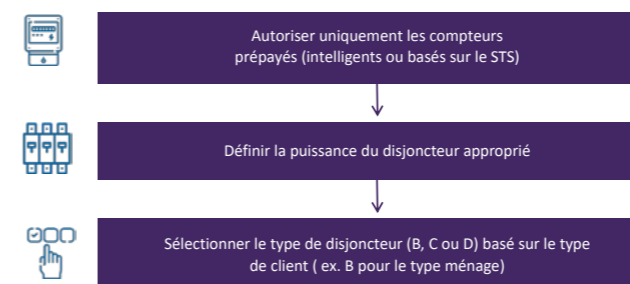 Autoriser uniquement les compteurs
prépayés (intelligents ou basés sur le STS)
Définir la puissance du disjoncteur approprié
Sélectionner le type de disjoncteur (B, C ou D) basé sur le type
de client ( ex. B pour le type ménage)